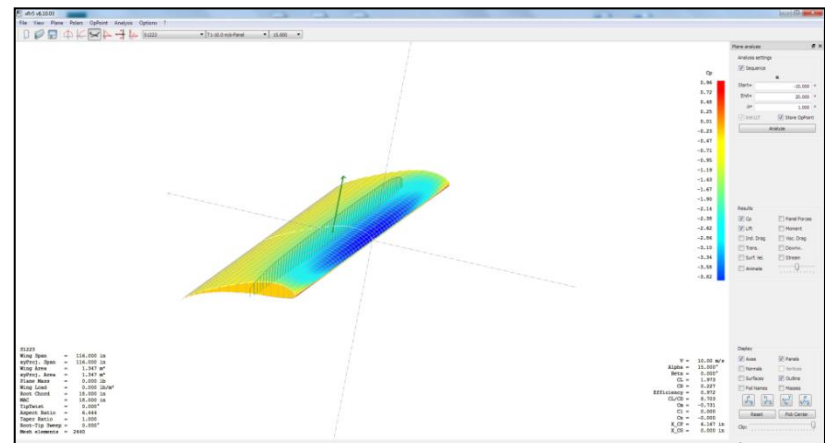 xflr5 v6.10.00
File View Plane Polars OpPoint Analysis Options ?
S1223 T1-10.0 m/s-Panel 15.000
Plane analysis
Analysis settings
Sequence
Start= -10.000 °
End= 20.000 °
Δ= 1.000 °
Init LLT Store OpPoint
Analyze
Cp
0.96
0.72
0.48
0.25
0.01
-0.23
-0.47
-0.71
-0.95
-1.19
-1.43
-1.67
-1.90
-2.14
-2.38
-2.62
-2.86
-3.10
-3.34
-3.58
-3.82
Results
Cp Panel Forces
Lift Moment
Ind. Drag Visc. Drag
Trans. Downw.
Surf. Vel. Stream
Animate
Display
Axes Panels
Normals Vortices
Surfaces Outline
Foil Names Masses
Reset Pick Center
Clip:
S1223
Wing Span = 116.000 in
xyProj. Span = 116.000 in
Wing Area = 1.347 m²
xyProj. Area = 1.347 m²
Plane Mass = 0.000 lb
Wing Load = 0.000 lb/m²
Root Chord = 18.000 in
MAC = 18.000 in
TipTwist = 0.000°
Aspect Ratio = 6.444
Taper Ratio = 1.000
Root-Tip Sweep = 0.000°
Mesh elements = 2660
V = 10.00 m/s
Alpha = 15.000°
Beta = 0.000°
CL = 1.972
CD = 0.227
Efficiency = 0.972
CL/CD = 8.703
Cm = -0.731
Cl = 0.000
Cn = -0.000
X_CP = 6.167 in
X_CG = 0.000 in